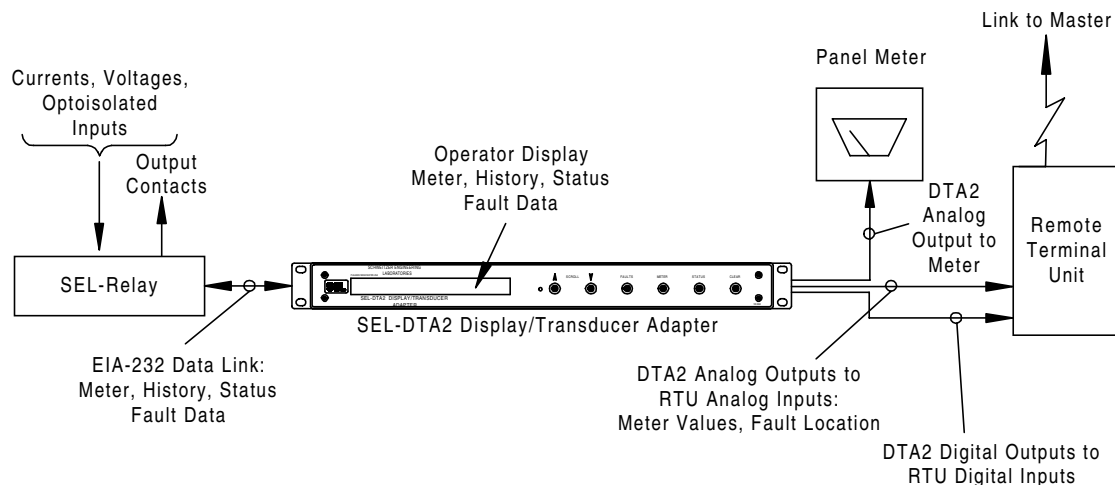 Link to Master
Panel Meter
Currents, Voltages,
Optoisolated
Inputs
Output
Contacts
Operator Display
Meter, History, Status
Fault Data
DTA2
Analog
Output to
Meter
Remote
Terminal
Unit
SEL-Relay
SCHWEITZER ENGINEERING
LABORATORIES
SEL
SEL-DTA2 DISPLAY/TRANSDUCER
ADAPTER
SCROLL
FAULTS
METER
STATUS
CLEAR
SEL-DTA2 Display/Transducer Adapter
EIA-232 Data Link:
Meter, History, Status
Fault Data
DTA2 Analog Outputs to
RTU Analog Inputs:
Meter Values, Fault Location
DTA2 Digital Outputs to
RTU Digital Inputs